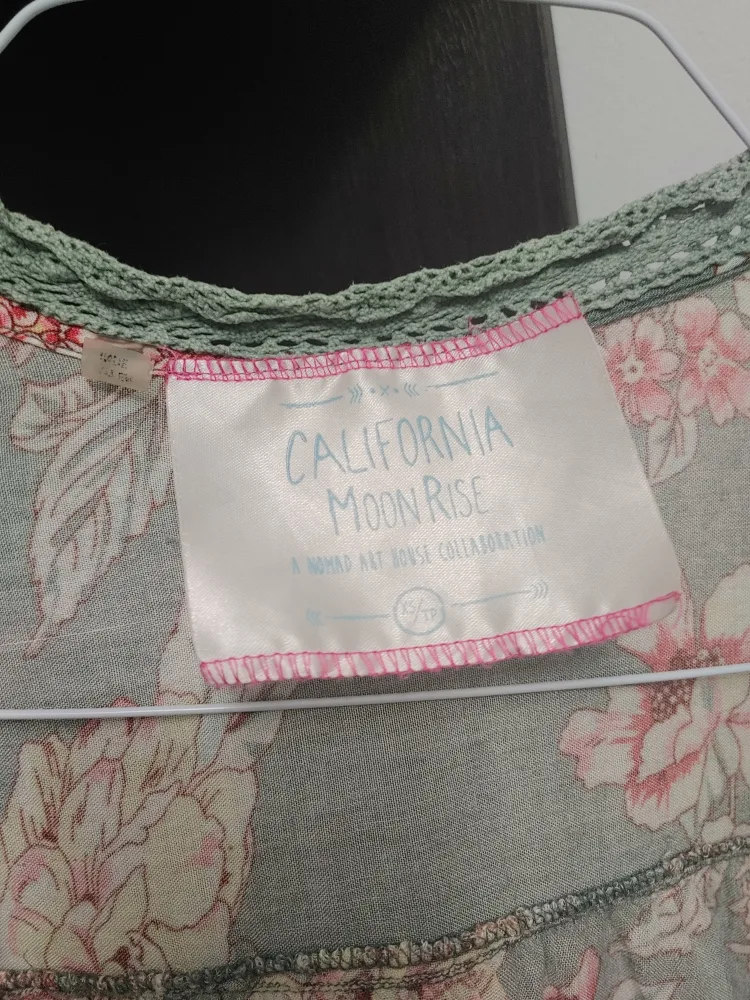 CALIFORNIA
MOONRISE
A NOMAD ART HOUSE COLLABORATION
XS/TP